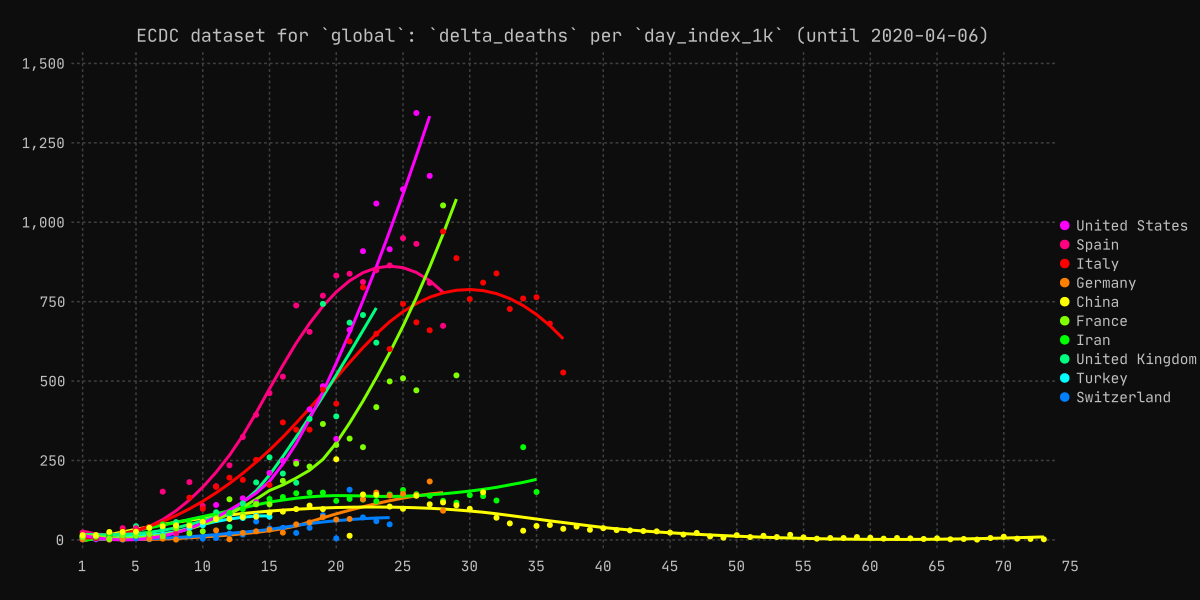 ECDC dataset for `global`: `delta_deaths` per `day_index_1k` (until 2020-04-06)
1,500
1,250
1,000
750
500
250
0
1 5 10 15 20 25 30 35 40 45 50 55 60 65 70 75
United States
Spain
Italy
Germany
China
France
Iran
United Kingdom
Turkey
Switzerland